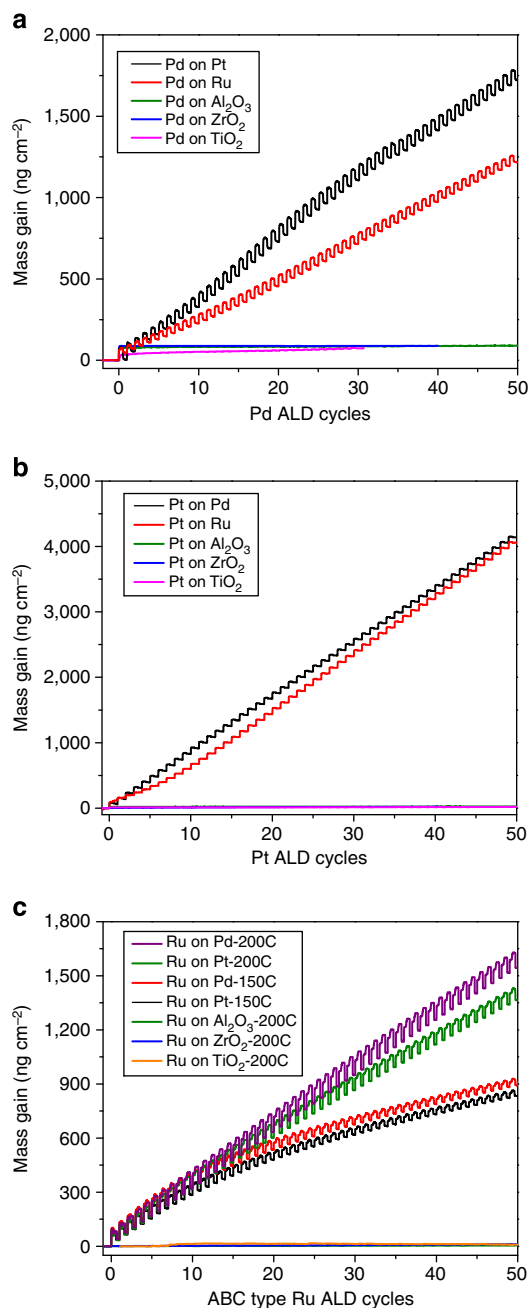 a
2,000
1,500
1,000
500
0
Mass gain (ng cm⁻²)
Pd on Pt
Pd on Ru
Pd on Al₂O₃
Pd on ZrO₂
Pd on TiO₂
0 10 20 30 40 50
Pd ALD cycles
b
5,000
4,000
3,000
2,000
1,000
0
Mass gain (ng cm⁻²)
Pt on Pd
Pt on Ru
Pt on Al₂O₃
Pt on ZrO₂
Pt on TiO₂
0 10 20 30 40 50
Pt ALD cycles
c
1,800
1,500
1,200
900
600
300
0
Mass gain (ng cm⁻²)
Ru on Pd-200C
Ru on Pt-200C
Ru on Pd-150C
Ru on Pt-150C
Ru on Al₂O₃-200C
Ru on ZrO₂-200C
Ru on TiO₂-200C
0 10 20 30 40 50
ABC type Ru ALD cycles